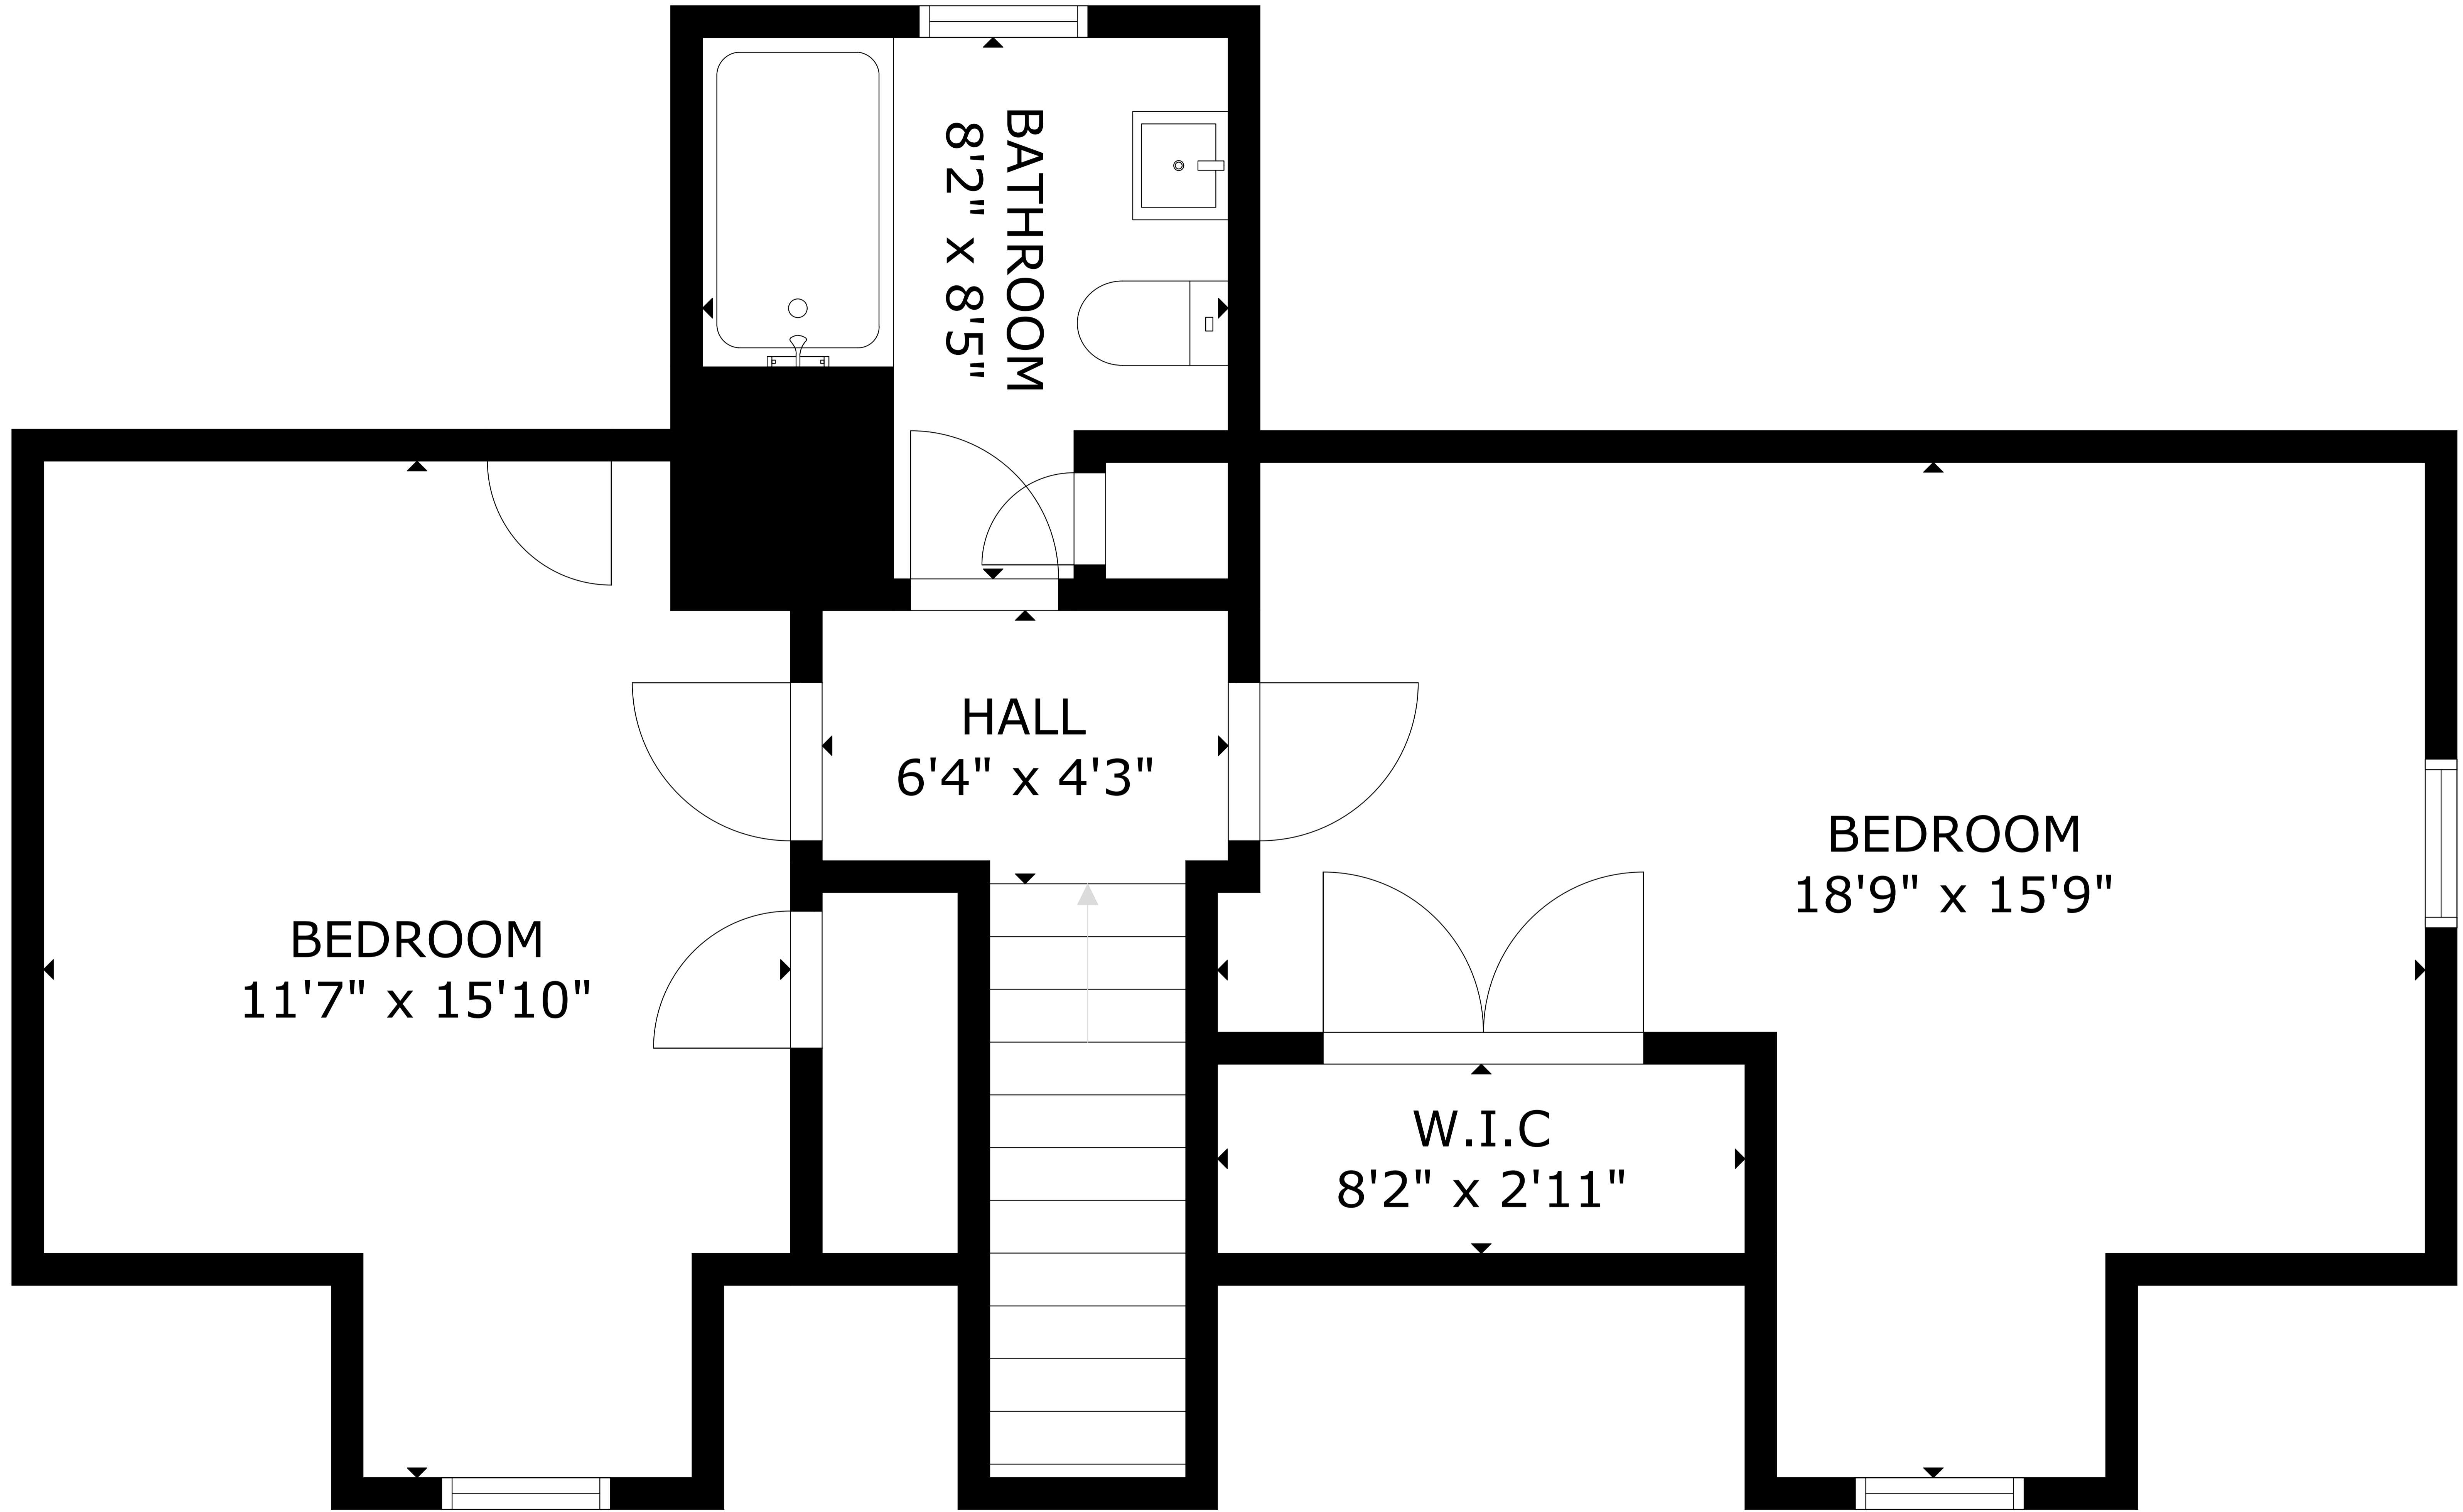 BATHROOM
8'2" x 8'5"
HALL
6'4" x 4'3"
BEDROOM
18'9" x 15'9"
BEDROOM
11'7" x 15'10"
W.I.C
8'2" x 2'11"